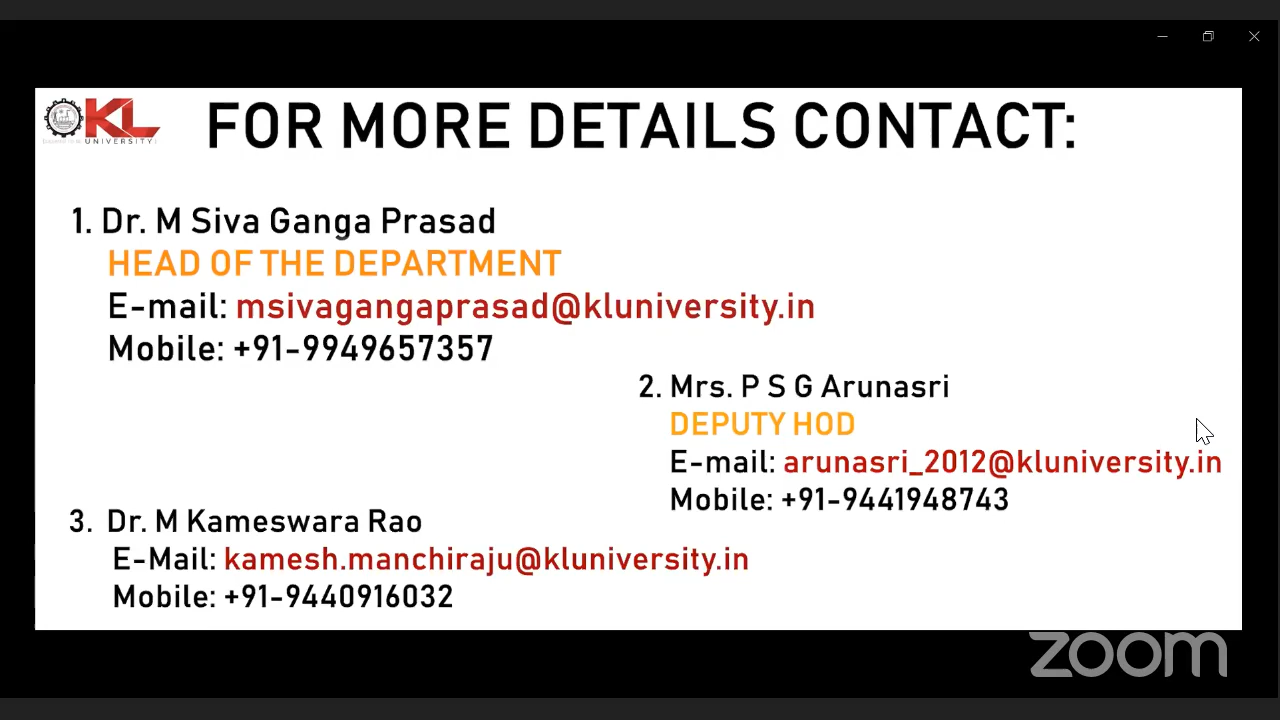 KL
UNIVERSITY
FOR MORE DETAILS CONTACT:
1. Dr. M Siva Ganga Prasad
HEAD OF THE DEPARTMENT
E-mail: msivagangaprasad@kluniversity.in
Mobile: +91-9949657357
2. Mrs. P S G Arunasri
DEPUTY HOD
E-mail: arunasri_2012@kluniversity.in
Mobile: +91-9441948743
3. Dr. M Kameswara Rao
E-Mail: kamesh.manchiraju@kluniversity.in
Mobile: +91-9440916032
zoom